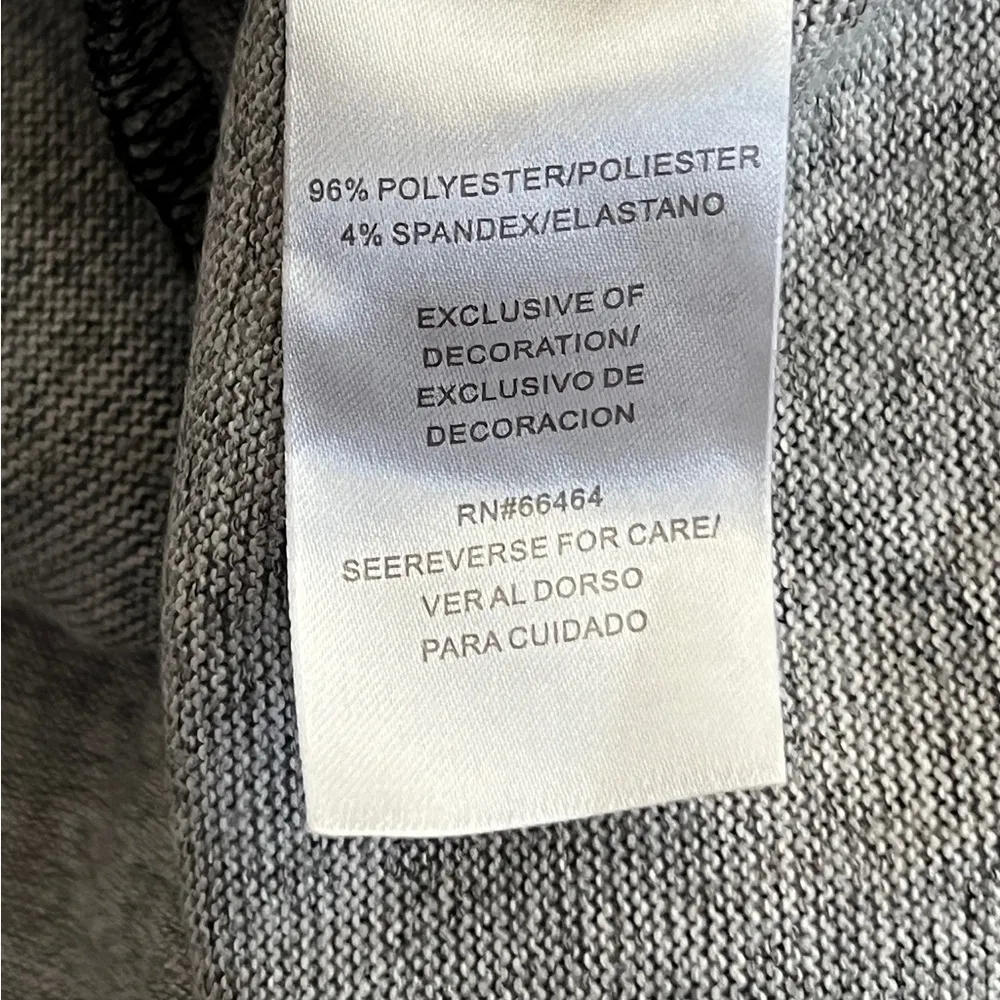 96% POLYESTER/POLIESTER
4% SPANDEX/ELASTANO
EXCLUSIVE OF
DECORATION/
EXCLUSIVO DE
DECORACION
RN#66464
SEEREVERSE FOR CARE/
VER AL DORSO
PARA CUIDADO